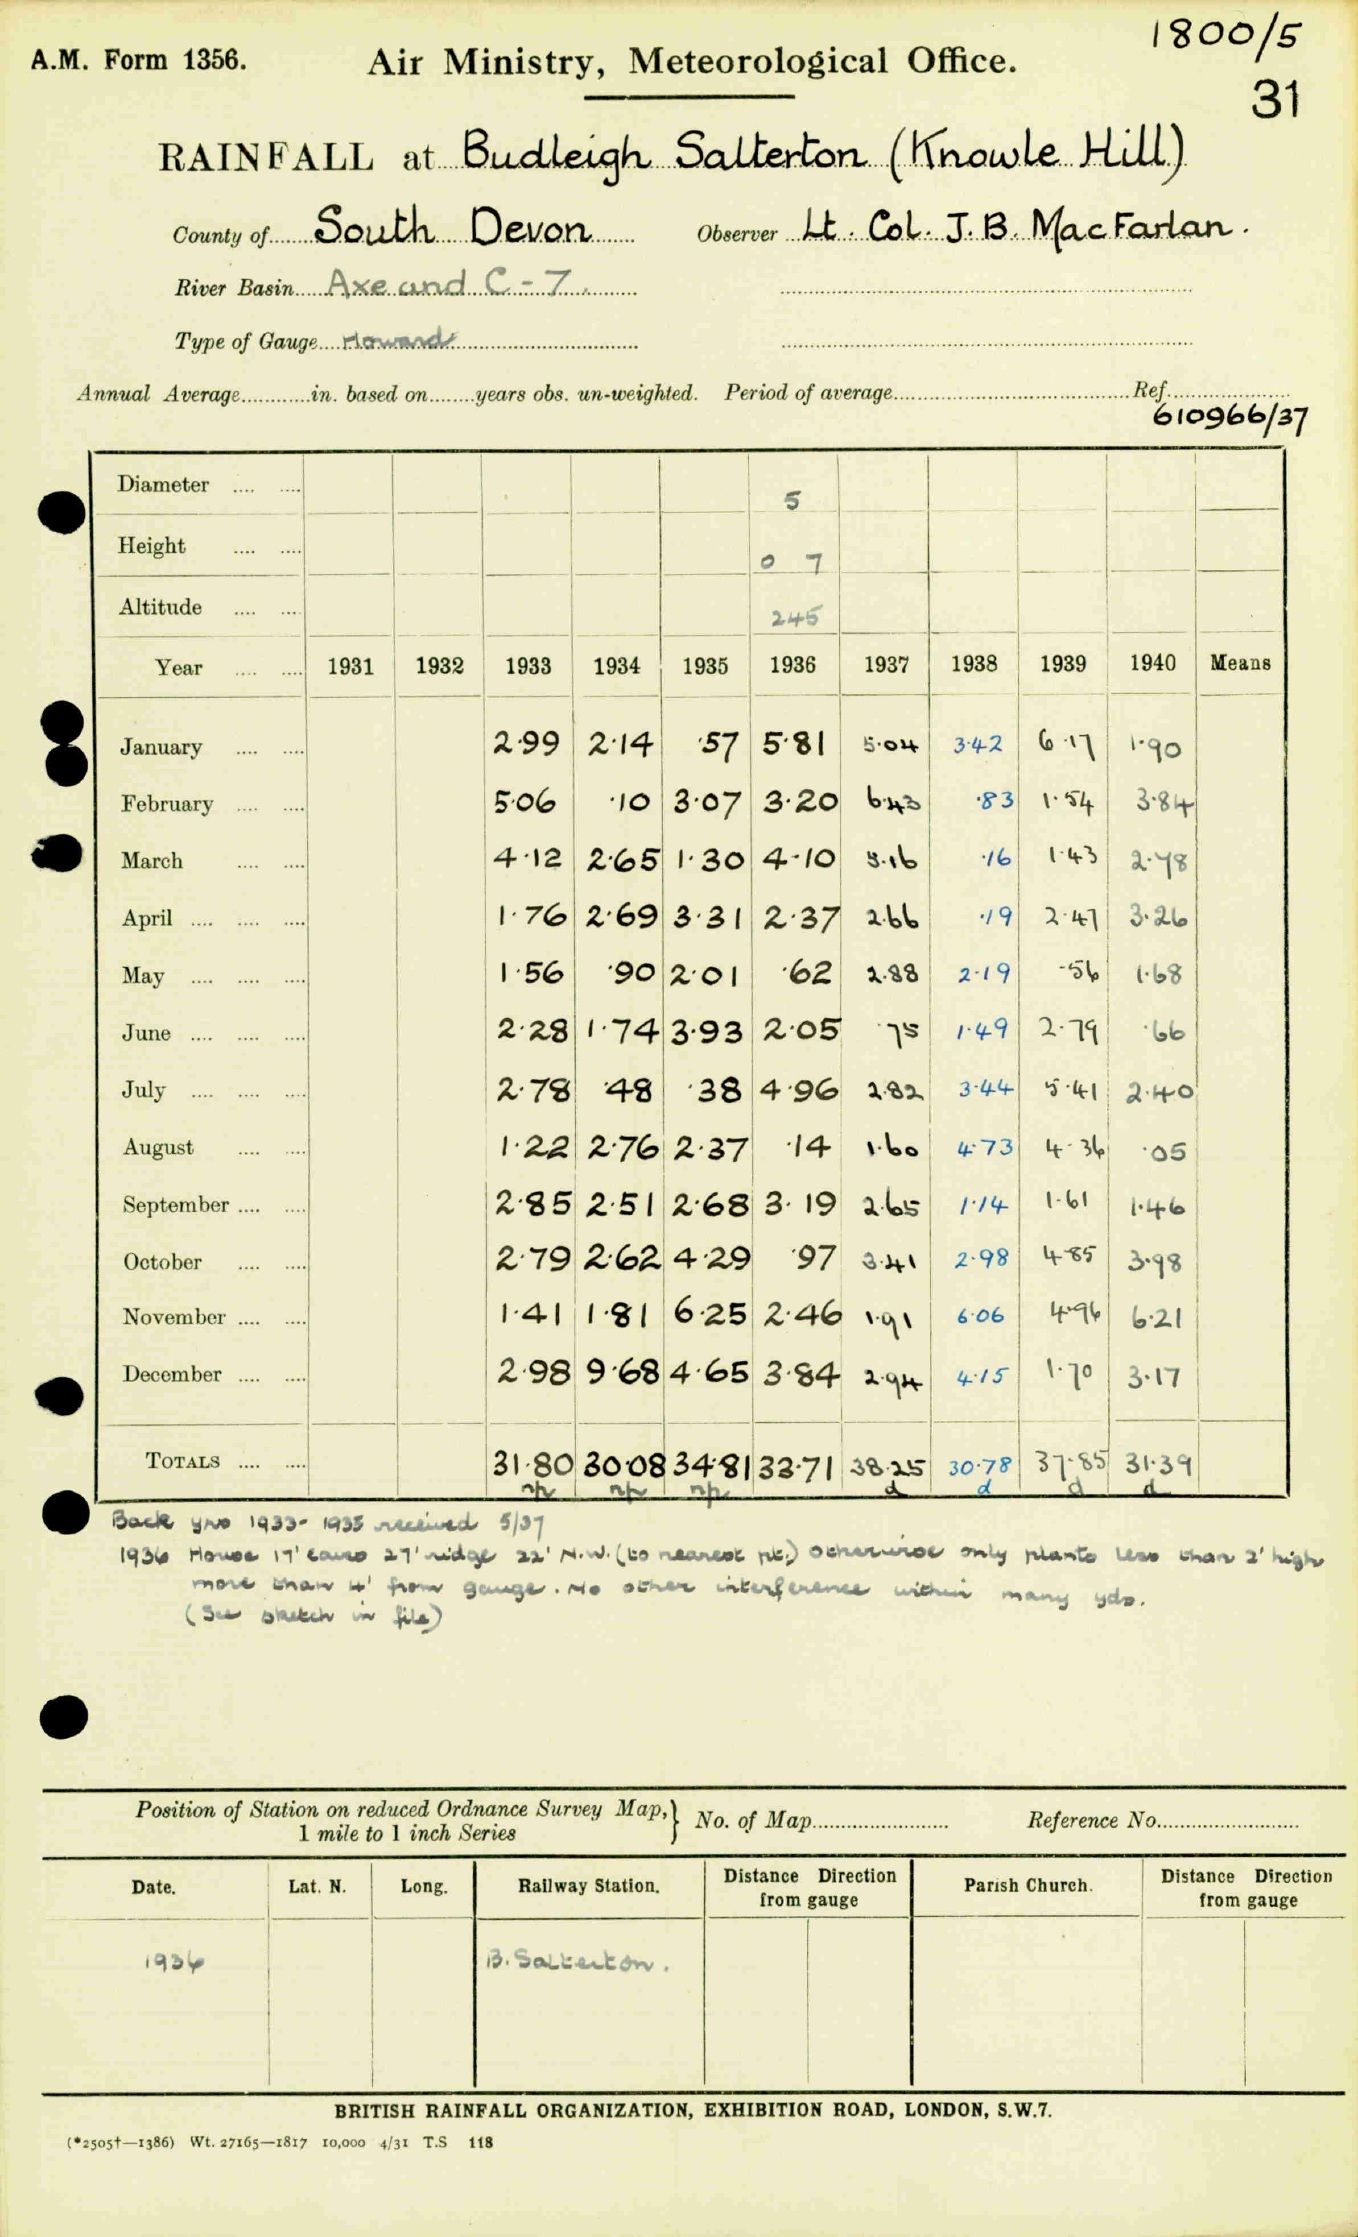 1800/5
A.M. Form 1356. Air Ministry, Meteorological Office.
31
RAINFALL at Budleigh Salterton (Knowle Hill)
County of South Devon Observer Lt. Col. J.B. MacFarlan.
River Basin Axe and C-7.
Type of Gauge Howard
Annual Average in. based on years obs. un-weighted. Period of average Ref.
610966/37
Diameter 5
Height 0 7
Altitude 245
Year 1931 1932 1933 1934 1935 1936 1937 1938 1939 1940 Means
January 2·99 2·14 ·57 5·81 5·04 3·42 6·17 1·90
February 5·06 ·10 3·07 3·20 6·43 ·83 1·54 3·84
March 4·12 2·65 1·30 4·10 5·16 ·16 1·43 2·78
April 1·76 2·69 3·31 2·37 2·66 ·19 2·47 3·26
May 1·56 ·90 2·01 ·62 2·88 2·19 ·56 1·68
June 2·28 1·74 3·93 2·05 ·75 1·49 2·79 ·66
July 2·78 ·48 ·38 4·96 2·82 3·44 5·41 2·40
August 1·22 2·76 2·37 ·14 1·60 4·73 4·36 ·05
September 2·85 2·51 2·68 3·19 2·65 1·14 1·61 1·46
October 2·79 2·62 4·29 ·97 3·41 2·98 4·85 3·98
November 1·41 1·81 6·25 2·46 1·91 6·06 4·96 6·21
December 2·98 9·68 4·65 3·84 2·94 4·15 1·70 3·17
TOTALS 31·80 30·08 34·81 33·71 38·25 30·78 37·85 31·39
np np np d d d d
Back yrs 1933-1935 received 5/37
1936 House 17' eaves 27' ridge 22' N.W. (to nearest pt.) Otherwise only plants less than 2' high
more than 4' from gauge. No other interference within many yds.
(See sketch in file)
Position of Station on reduced Ordnance Survey Map,} No. of Map Reference No.
1 mile to 1 inch Series
Date. Lat. N. Long. Railway Station. Distance Direction from gauge Parish Church. Distance Direction from gauge
1936 B. Salterton.
BRITISH RAINFALL ORGANIZATION, EXHIBITION ROAD, LONDON, S.W.7.
(*2505†—1386) Wt. 27165—1817 10,000 4/31 T.S 118